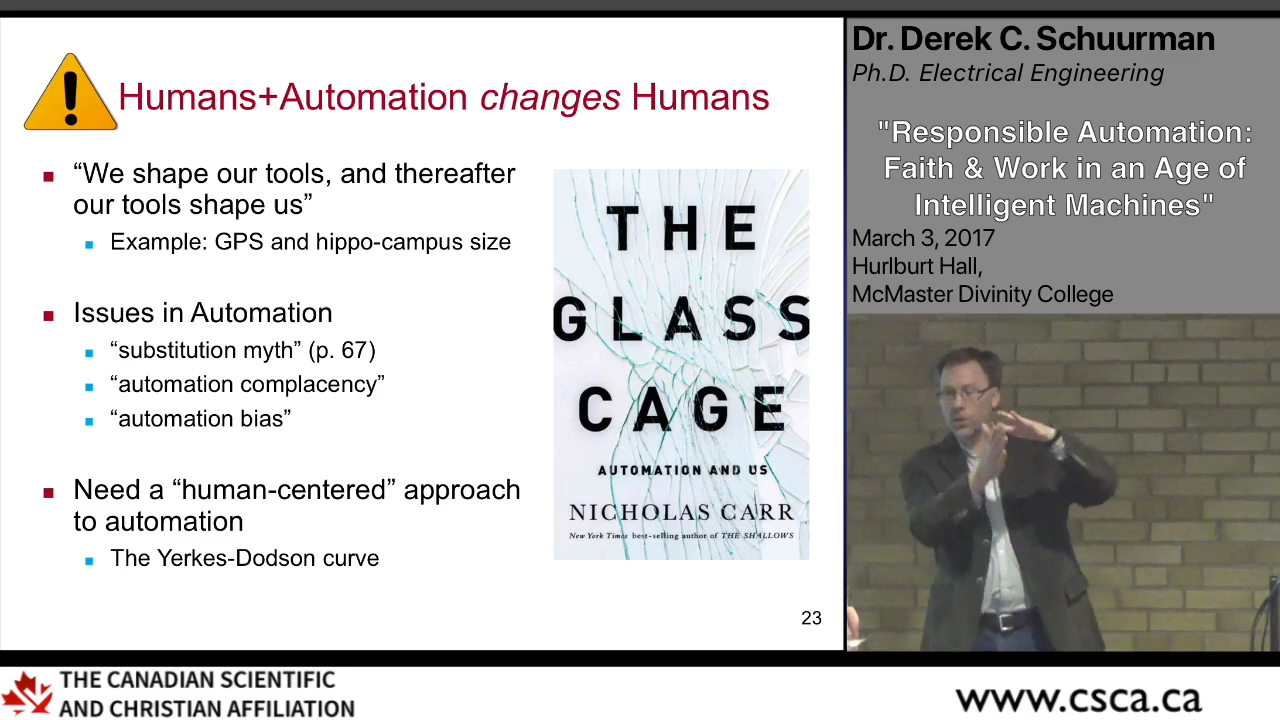 Humans+Automation changes Humans
“We shape our tools, and thereafter
our tools shape us”
Example: GPS and hippo-campus size
Issues in Automation
“substitution myth” (p. 67)
“automation complacency”
“automation bias”
Need a “human-centered” approach
to automation
The Yerkes-Dodson curve
THE
GLASS
CAGE
AUTOMATION AND US
NICHOLAS CARR
New York Times best-selling author of THE SHALLOWS
23
Dr. Derek C. Schuurman
Ph.D. Electrical Engineering
"Responsible Automation:
Faith & Work in an Age of
Intelligent Machines"
March 3, 2017
Hurlburt Hall,
McMaster Divinity College
THE CANADIAN SCIENTIFIC
AND CHRISTIAN AFFILIATION
www.csca.ca